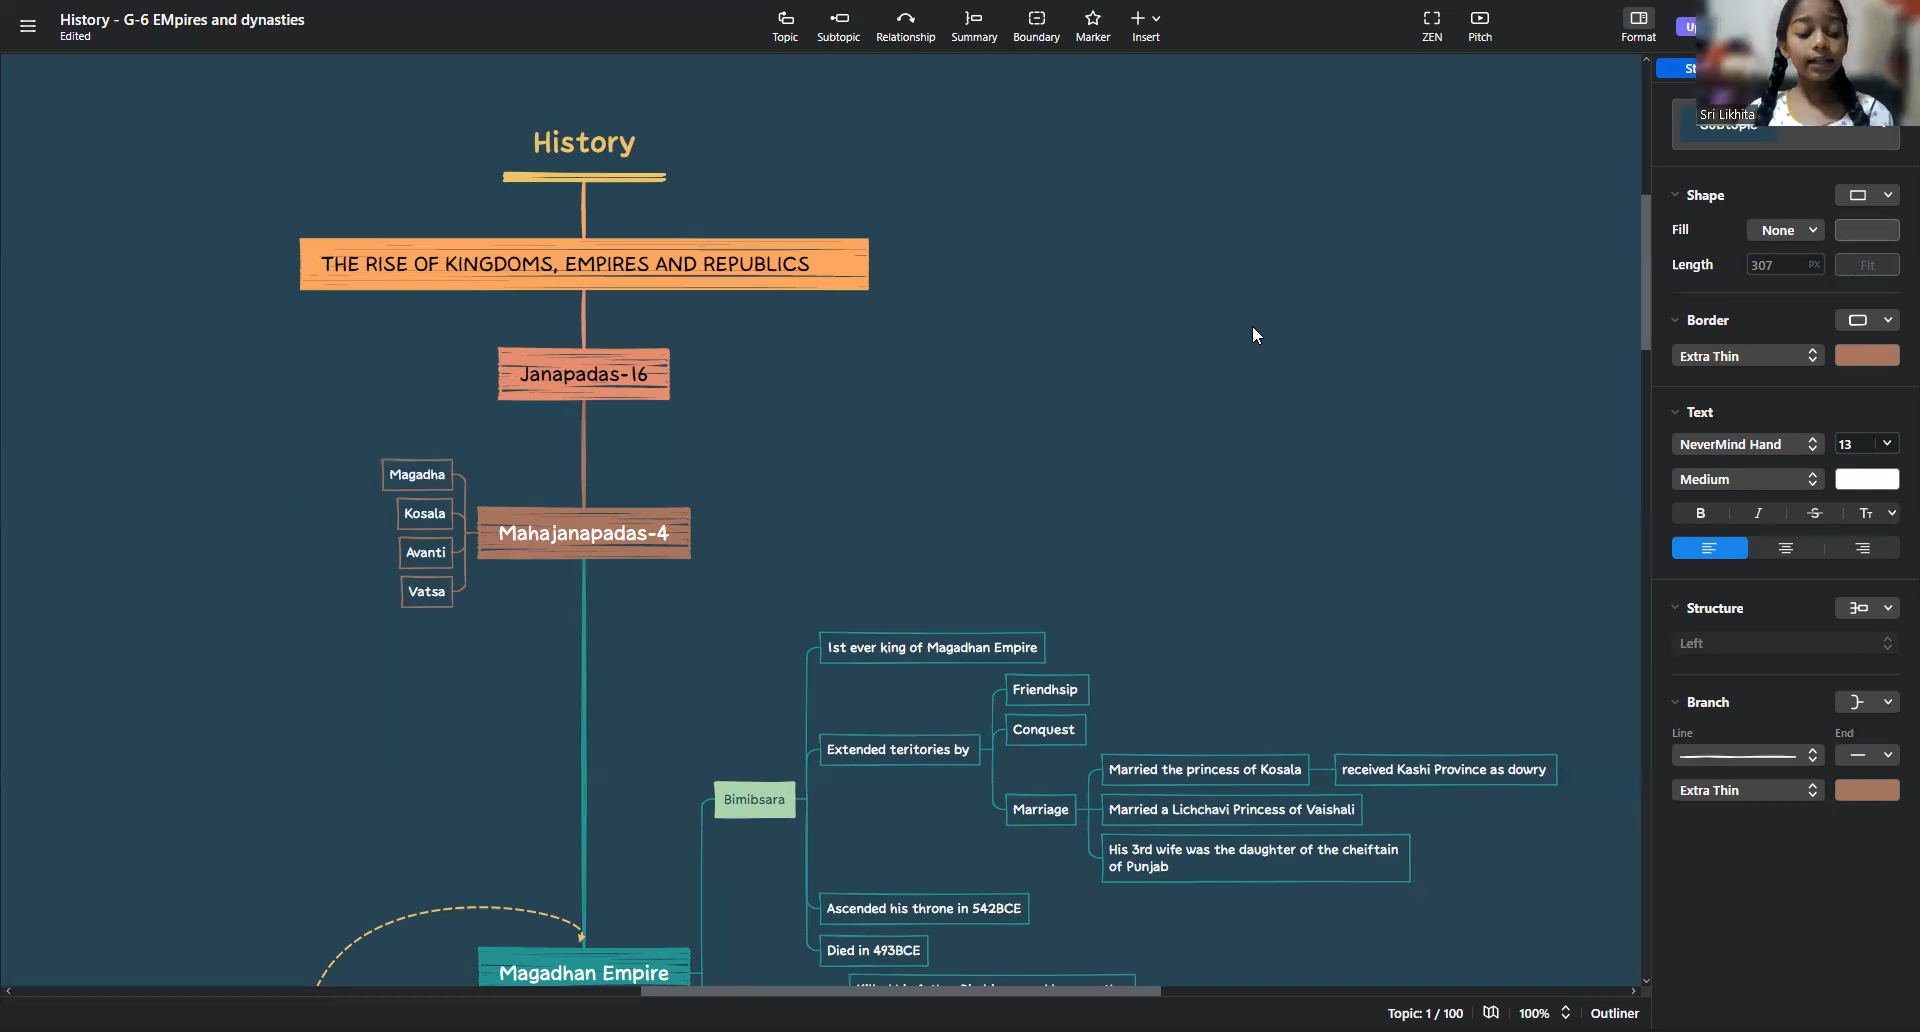 History - G-6 EMpires and dynasties
Edited
Topic
Subtopic
Relationship
Summary
Boundary
Marker
Insert
ZEN
Pitch
Format
Sri Likhita
Subtopic
History
THE RISE OF KINGDOMS, EMPIRES AND REPUBLICS
Janapadas-16
Magadha
Kosala
Avanti
Vatsa
Mahajanapadas-4
1st ever king of Magadhan Empire
Friendhsip
Conquest
Extended teritories by
Married the princess of Kosala
received Kashi Province as dowry
Bimibsara
Marriage
Married a Lichchavi Princess of Vaishali
His 3rd wife was the daughter of the cheiftain
of Punjab
Ascended his throne in 542BCE
Died in 493BCE
Magadhan Empire
Shape
Fill
None
Length
307
PX
Fit
Border
Extra Thin
Text
NeverMind Hand
13
Medium
B
I
S
TT
Structure
Left
Branch
Line
End
Extra Thin
Topic: 1 / 100
100%
Outliner